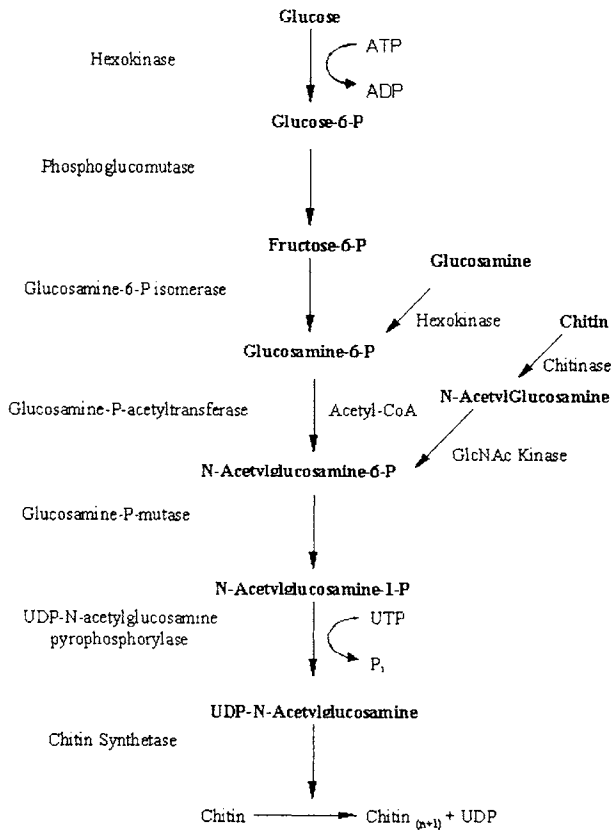 Glucose
ATP
Hexokinase
ADP
Glucose-6-P
Phosphoglucomutase
Fructose-6-P
Glucosamine
Glucosamine-6-P isomerase
Hexokinase
Chitin
Glucosamine-6-P
Chitinase
N-AcetylGlucosamine
Glucosamine-P-acetyltransferase
Acetyl-CoA
GlcNAc Kinase
N-Acetylglucosamine-6-P
Glucosamine-P-mutase
N-Acetylglucosamine-1-P
UDP-N-acetylglucosamine
pyrophosphorylase
UTP
Pi
UDP-N-Acetylglucosamine
Chitin Synthetase
Chitin
Chitin (n+1) + UDP